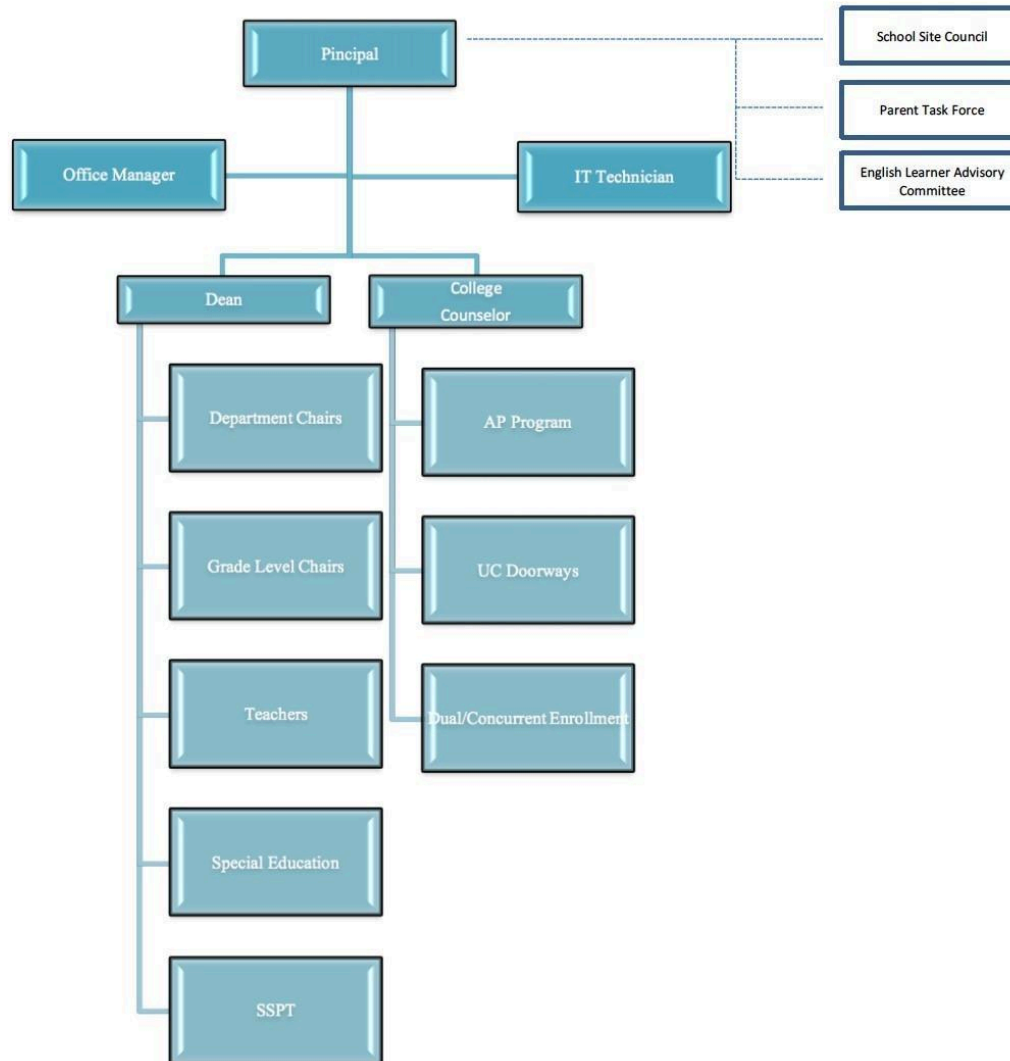 Pincipal
School Site Council
Parent Task Force
English Learner Advisory
Committee
Office Manager
IT Technician
Dean
College
Counselor
Department Chairs
Grade Level Chairs
Teachers
Special Education
SSPT
AP Program
UC Doorways
Dual/Concurrent Enrollment